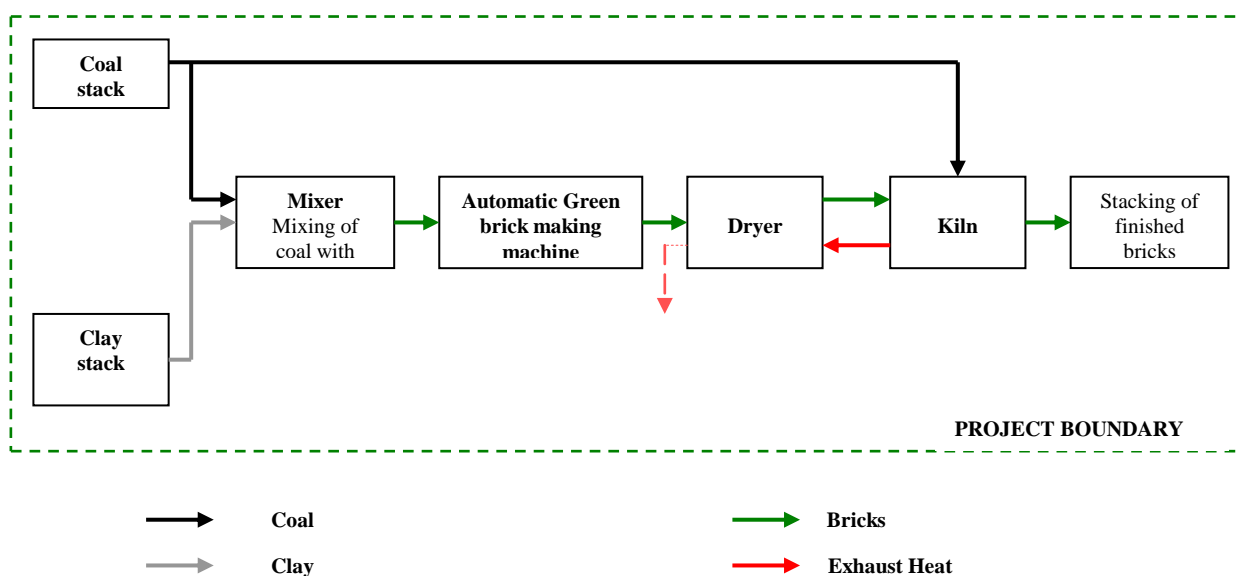 Coal
stack
Mixer
Mixing of
coal with
Automatic Green
brick making
machine
Dryer
Kiln
Stacking of
finished
bricks
Clay
stack
PROJECT BOUNDARY
Coal
Bricks
Clay
Exhaust Heat